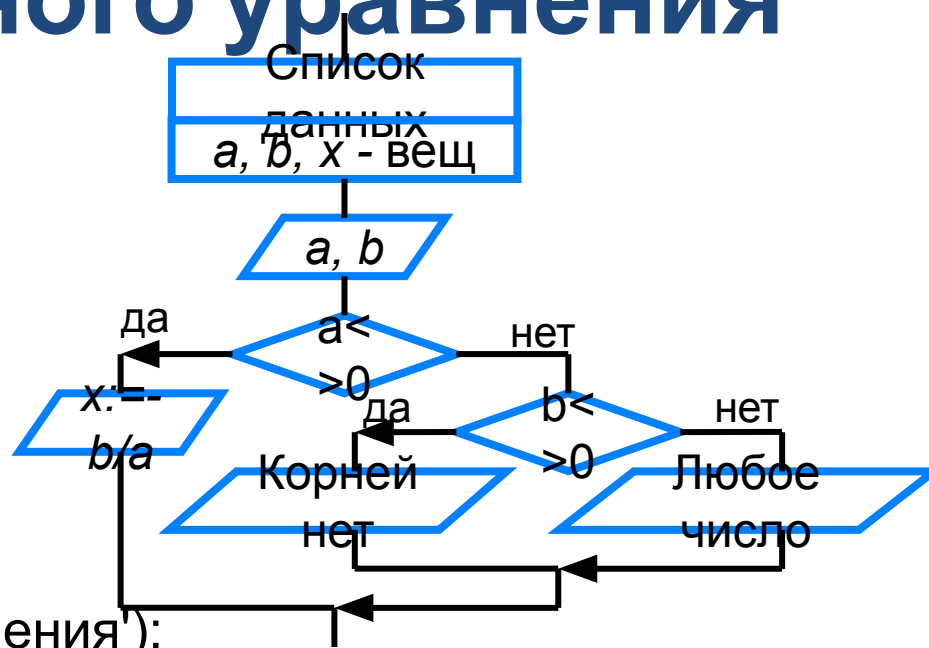 ного уравнения
Список
данных
a, b, x - вещ
a, b
да
a<
>0
нет
x:=-
b/a
да
b<
>0
нет
Корней
нет
Любое
число
ения');